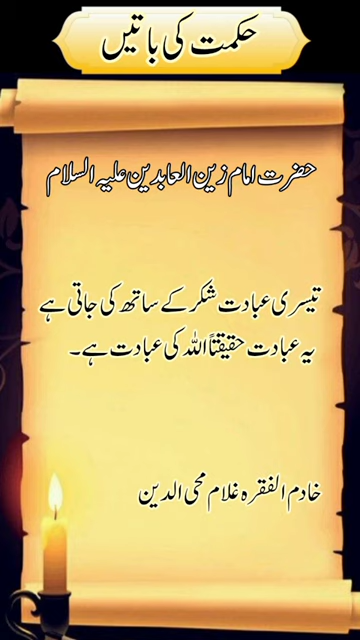 حکمت کی باتیں
حضرت امام زین العابدین علیہ السلام
تیسری عبادت شکر کے ساتھ کی جاتی ہے
یہ عبادت حقیقتاً اللہ کی عبادت ہے۔
خادم الفقرہ غلام محی الدین